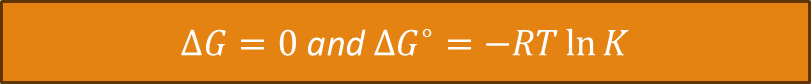 ΔG = 0 and ΔG° = −RT ln K